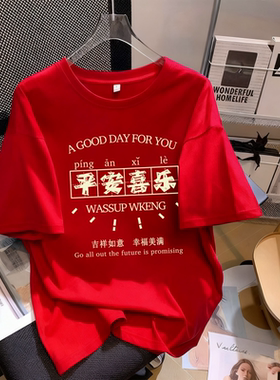 WONDERFUL
HOMELIFE
A GOOD DAY FOR YOU
píng ān xǐ lè
平安喜乐
WASSUP WKENG
吉祥如意 幸福美满
Go all out the future is promising